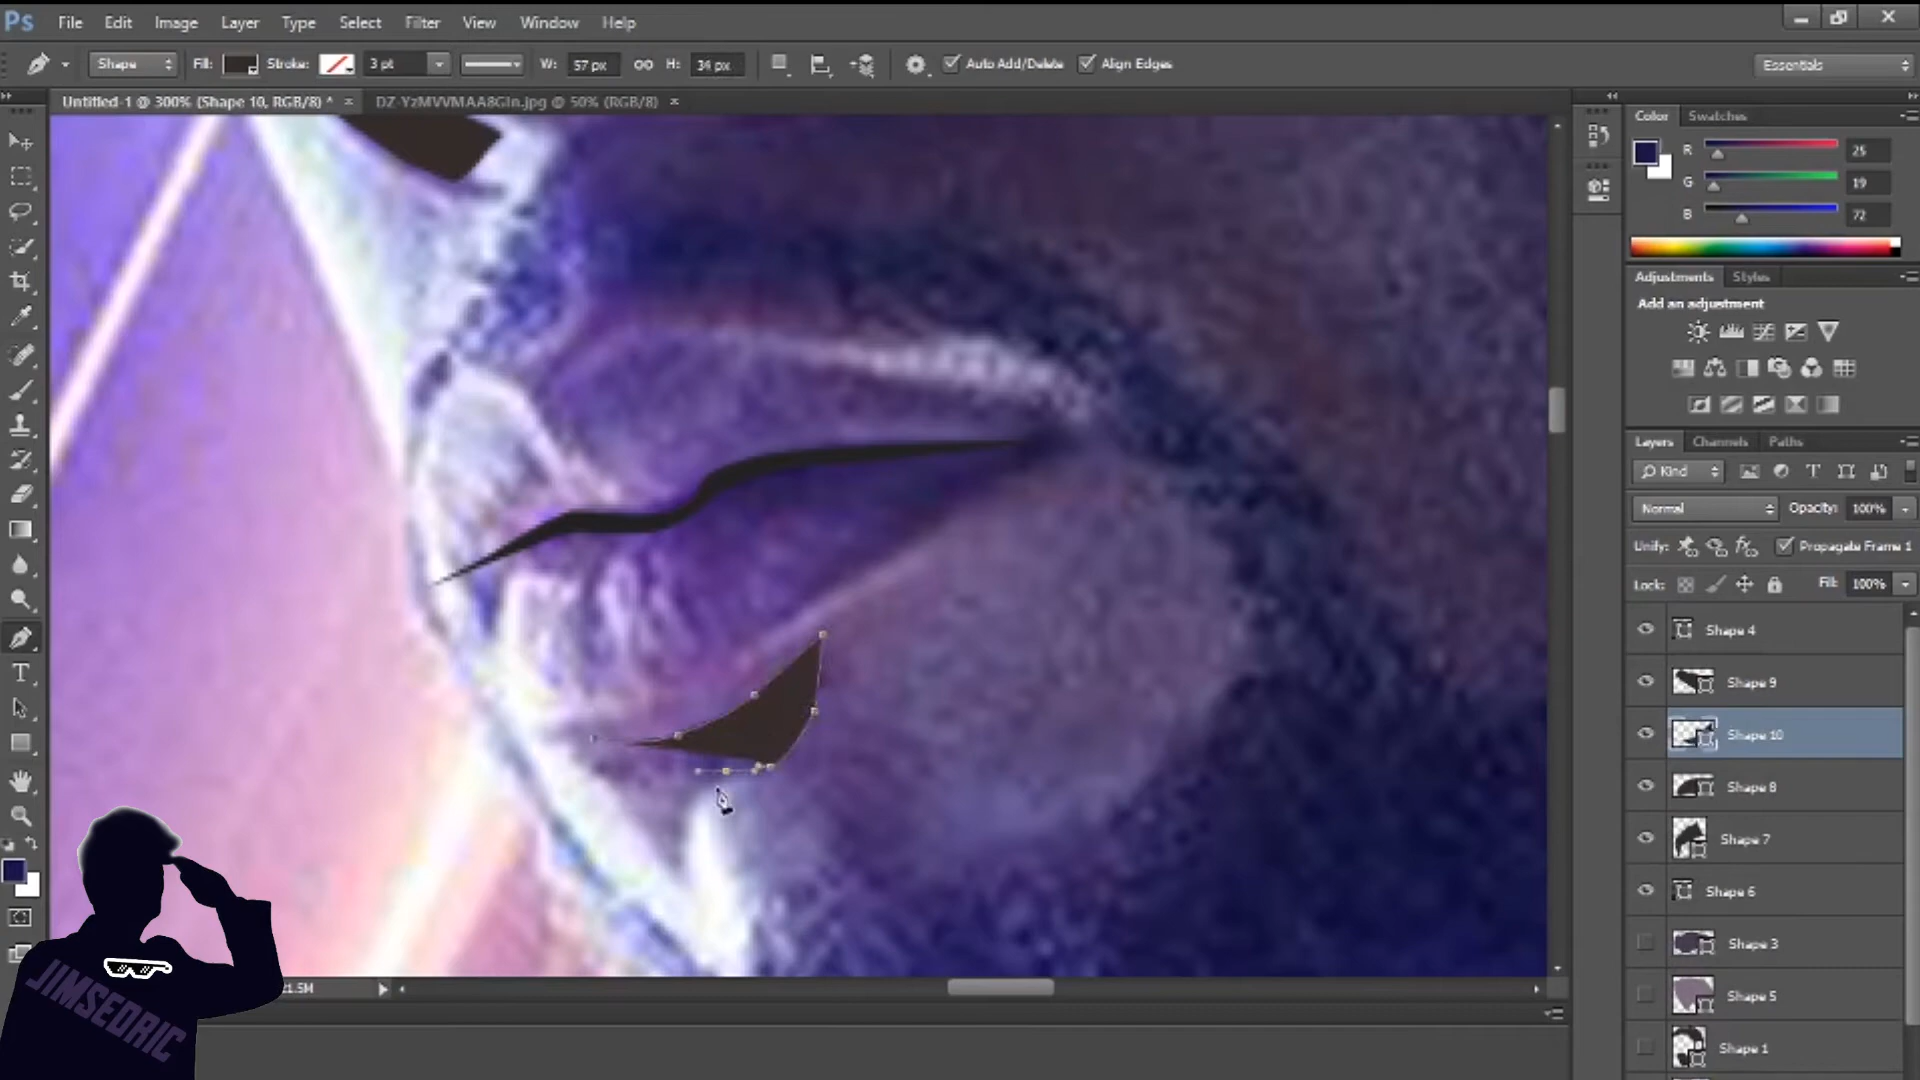 Ps File Edit Image Layer Type Select Filter View Window Help
Shape Fill: Stroke: 3 pt W: 57 px H: 34 px Auto Add/Delete Align Edges Essentials
Untitled-1 @ 300% (Shape 10, RGB/8) * × DZ-YzMVVMAA8GIn.jpg @ 50% (RGB/8) ×
Color Swatches
R 25
G 19
B 72
Adjustments Styles
Add an adjustment
Layers Channels Paths
Kind
Normal Opacity: 100%
Unify: Propagate Frame 1
Lock: Fill: 100%
Shape 4
Shape 9
Shape 10
Shape 8
Shape 7
Shape 6
Shape 3
Shape 5
Shape 1
21.5M
JIMSEDRIC